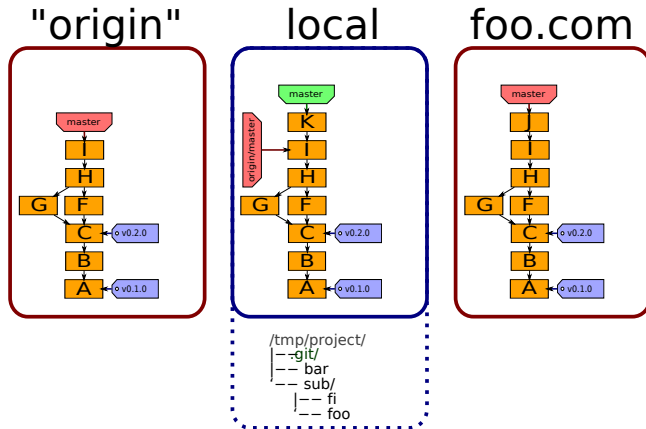 "origin"
master
I
H
G F
C v0.2.0
B
A v0.1.0
local
master
K
origin/master
I
H
G F
C v0.2.0
B
A v0.1.0
/tmp/project/
|−− .git/
|−− bar
`−− sub/
|−− fi
`−− foo
foo.com
master
J
I
H
G F
C v0.2.0
B
A v0.1.0